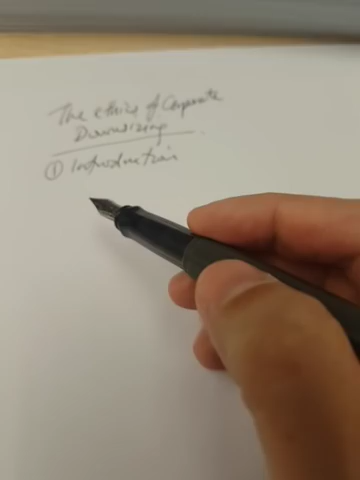 The ethics of Corporate
Downsizing
① Introduction